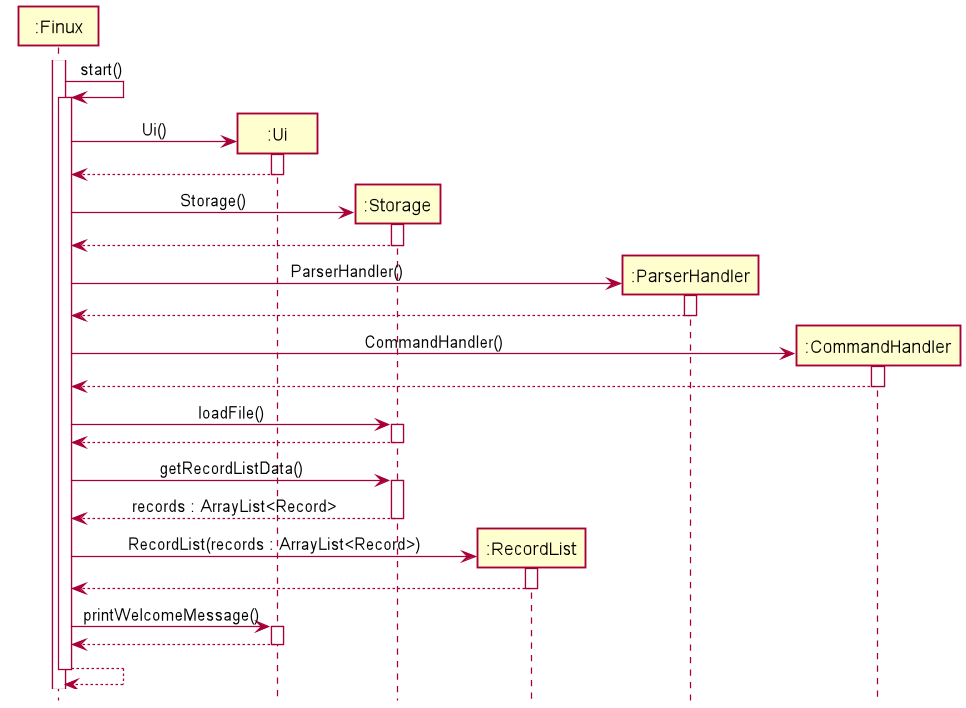 :Finux
start()
Ui()
:Ui
Storage()
:Storage
ParserHandler()
:ParserHandler
CommandHandler()
:CommandHandler
loadFile()
getRecordListData()
records : ArrayList<Record>
RecordList(records : ArrayList<Record>)
:RecordList
printWelcomeMessage()